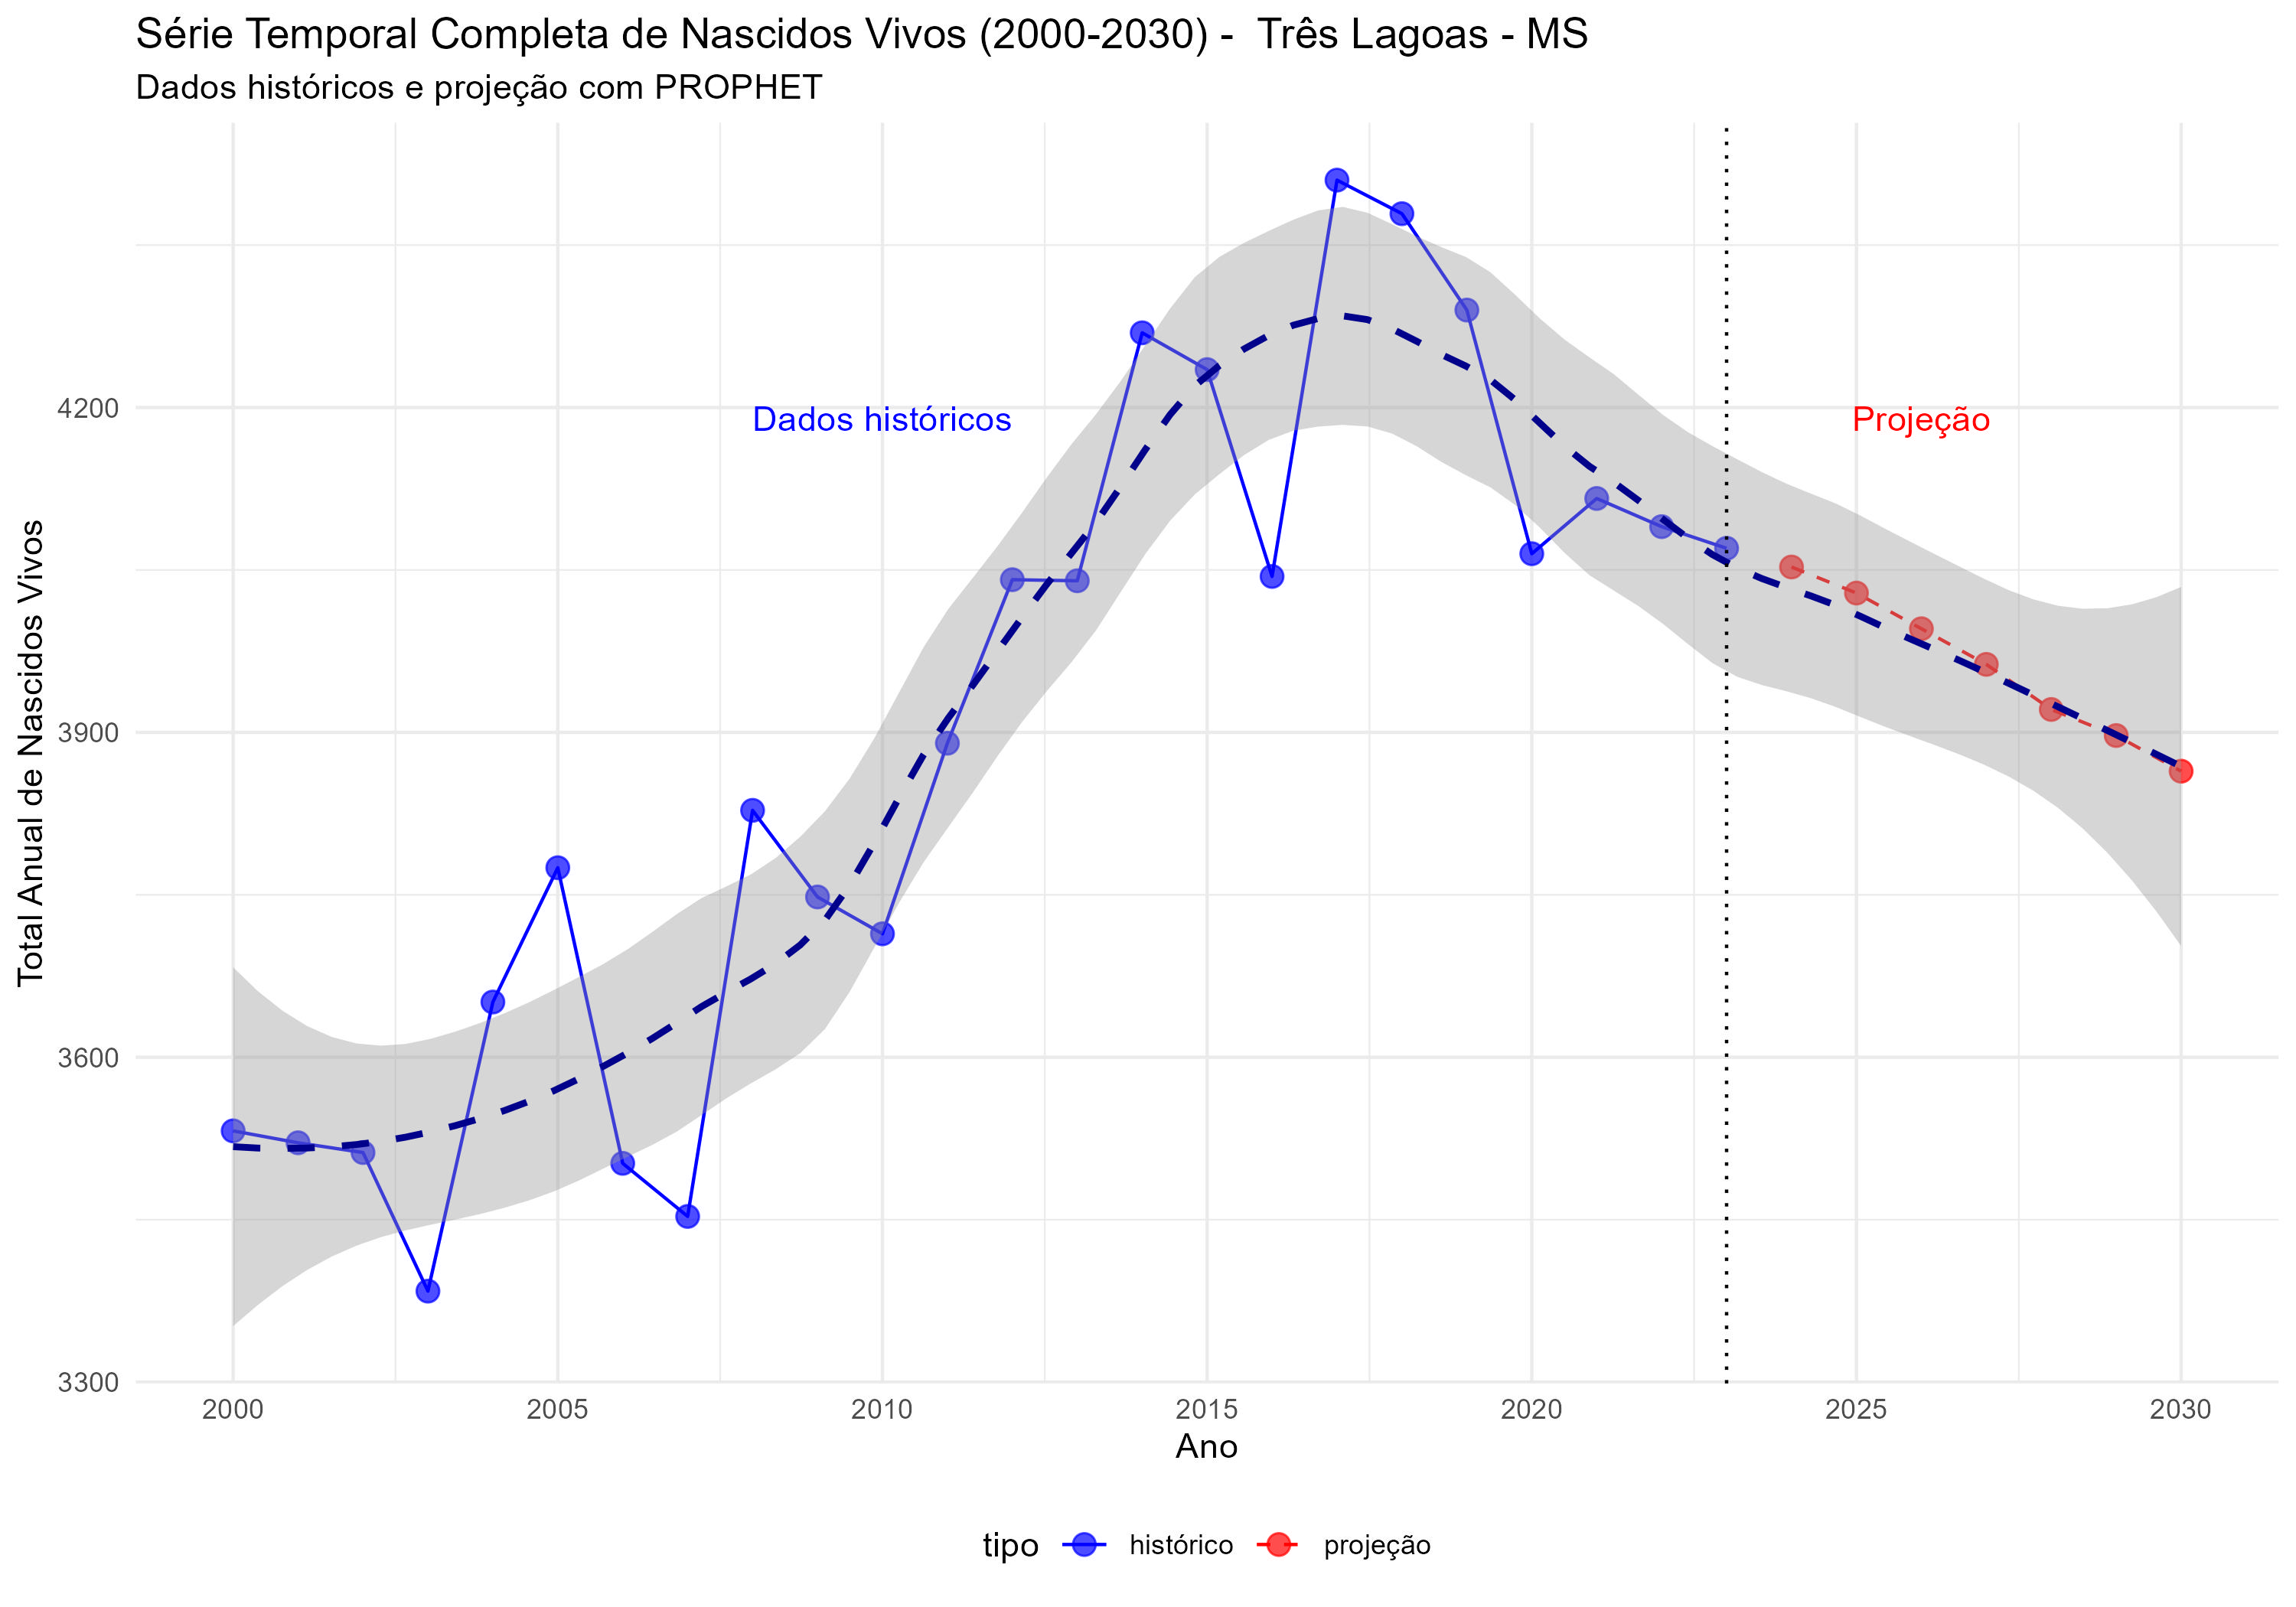 Série Temporal Completa de Nascidos Vivos (2000-2030) -  Três Lagoas - MS
Dados históricos e projeção com PROPHET
Total Anual de Nascidos Vivos
4200
3900
3600
3300
Dados históricos
Projeção
2000 2005 2010 2015 2020 2025 2030
Ano
tipo histórico projeção